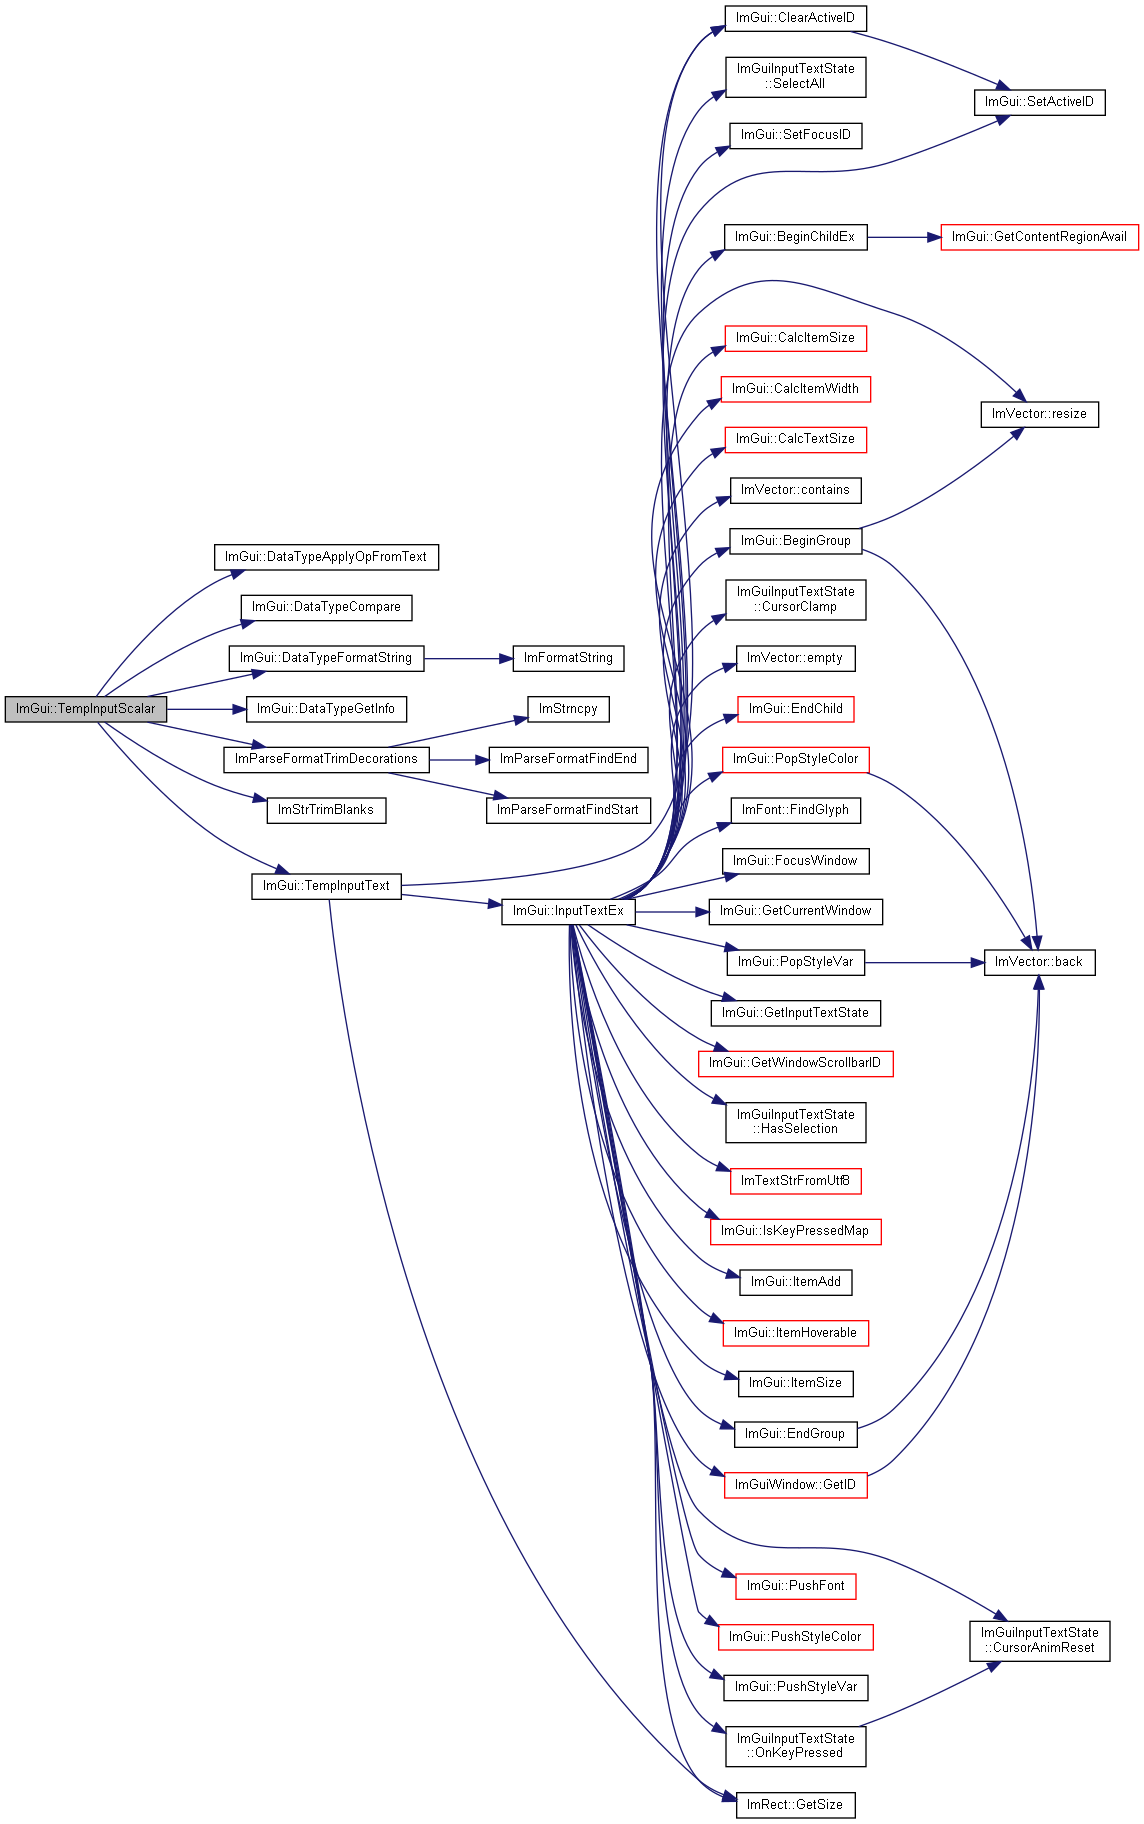 ImGui::ClearActiveID
ImGuiInputTextState
::SelectAll
ImGui::SetActiveID
ImGui::SetFocusID
ImGui::BeginChildEx
ImGui::GetContentRegionAvail
ImGui::CalcItemSize
ImGui::CalcItemWidth
ImVector::resize
ImGui::CalcTextSize
ImVector::contains
ImGui::BeginGroup
ImGui::DataTypeApplyOpFromText
ImGuiInputTextState
::CursorClamp
ImGui::DataTypeCompare
ImGui::DataTypeFormatString
ImFormatString
ImVector::empty
ImGui::TempInputScalar
ImGui::DataTypeGetInfo
ImStrncpy
ImGui::EndChild
ImParseFormatTrimDecorations
ImParseFormatFindEnd
ImGui::PopStyleColor
ImStrTrimBlanks
ImParseFormatFindStart
ImFont::FindGlyph
ImGui::FocusWindow
ImGui::TempInputText
ImGui::InputTextEx
ImGui::GetCurrentWindow
ImGui::PopStyleVar
ImVector::back
ImGui::GetInputTextState
ImGui::GetWindowScrollbarID
ImGuiInputTextState
::HasSelection
ImTextStrFromUtf8
ImGui::IsKeyPressedMap
ImGui::ItemAdd
ImGui::ItemHoverable
ImGui::ItemSize
ImGui::EndGroup
ImGuiWindow::GetID
ImGui::PushFont
ImGui::PushStyleColor
ImGuiInputTextState
::CursorAnimReset
ImGui::PushStyleVar
ImGuiInputTextState
::OnKeyPressed
ImRect::GetSize